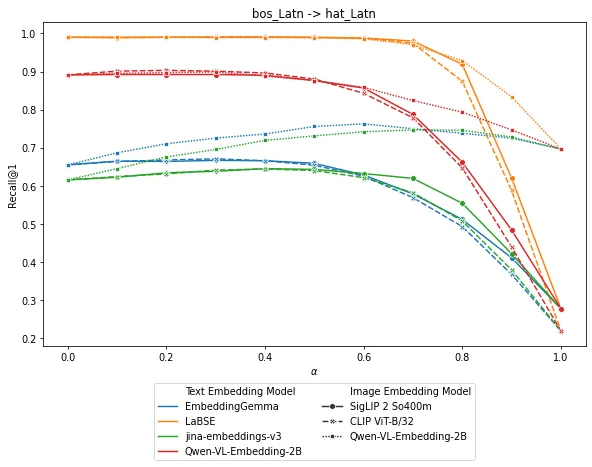 bos_Latn -> hat_Latn
1.0
0.9
0.8
0.7
0.6
0.5
0.4
0.3
0.2
Recall@1
0.0 0.2 0.4 0.6 0.8 1.0
α
Text Embedding Model Image Embedding Model
EmbeddingGemma SigLIP 2 So400m
LaBSE CLIP ViT-B/32
jina-embeddings-v3 Qwen-VL-Embedding-2B
Qwen-VL-Embedding-2B